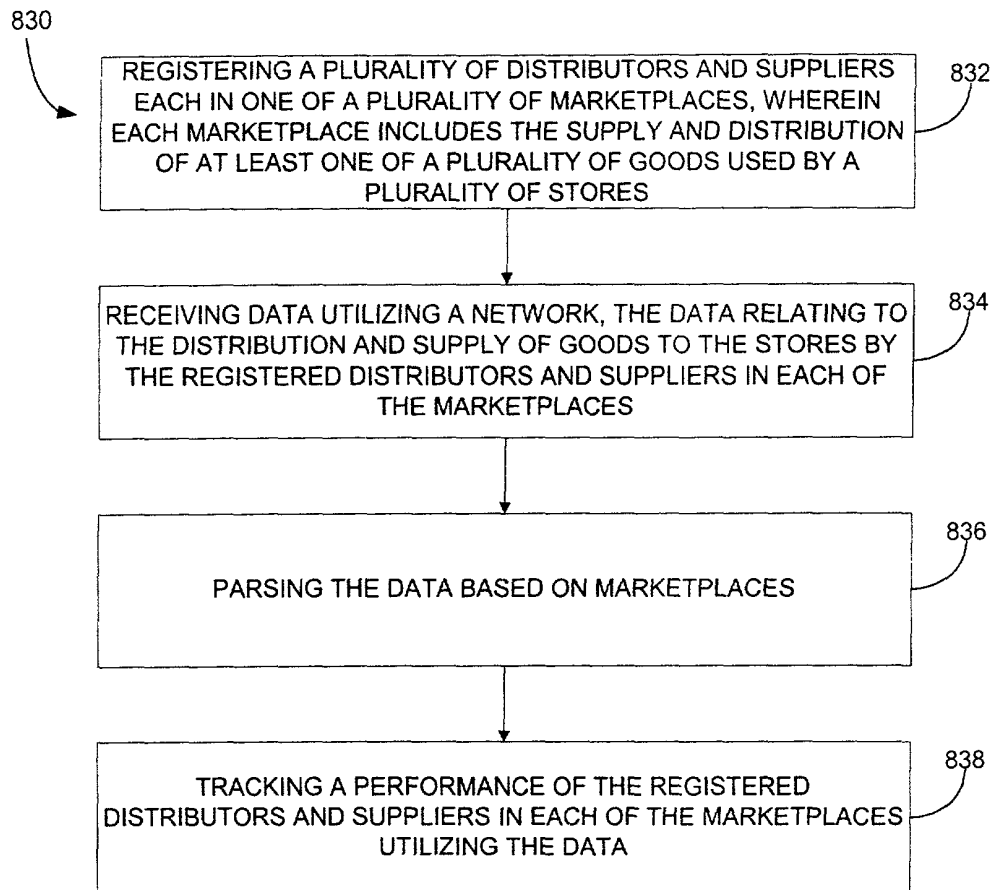 830
REGISTERING A PLURALITY OF DISTRIBUTORS AND SUPPLIERS
EACH IN ONE OF A PLURALITY OF MARKETPLACES, WHEREIN
EACH MARKETPLACE INCLUDES THE SUPPLY AND DISTRIBUTION
OF AT LEAST ONE OF A PLURALITY OF GOODS USED BY A
PLURALITY OF STORES
832
RECEIVING DATA UTILIZING A NETWORK, THE DATA RELATING TO
THE DISTRIBUTION AND SUPPLY OF GOODS TO THE STORES BY
THE REGISTERED DISTRIBUTORS AND SUPPLIERS IN EACH OF
THE MARKETPLACES
834
PARSING THE DATA BASED ON MARKETPLACES
836
TRACKING A PERFORMANCE OF THE REGISTERED
DISTRIBUTORS AND SUPPLIERS IN EACH OF THE MARKETPLACES
UTILIZING THE DATA
838